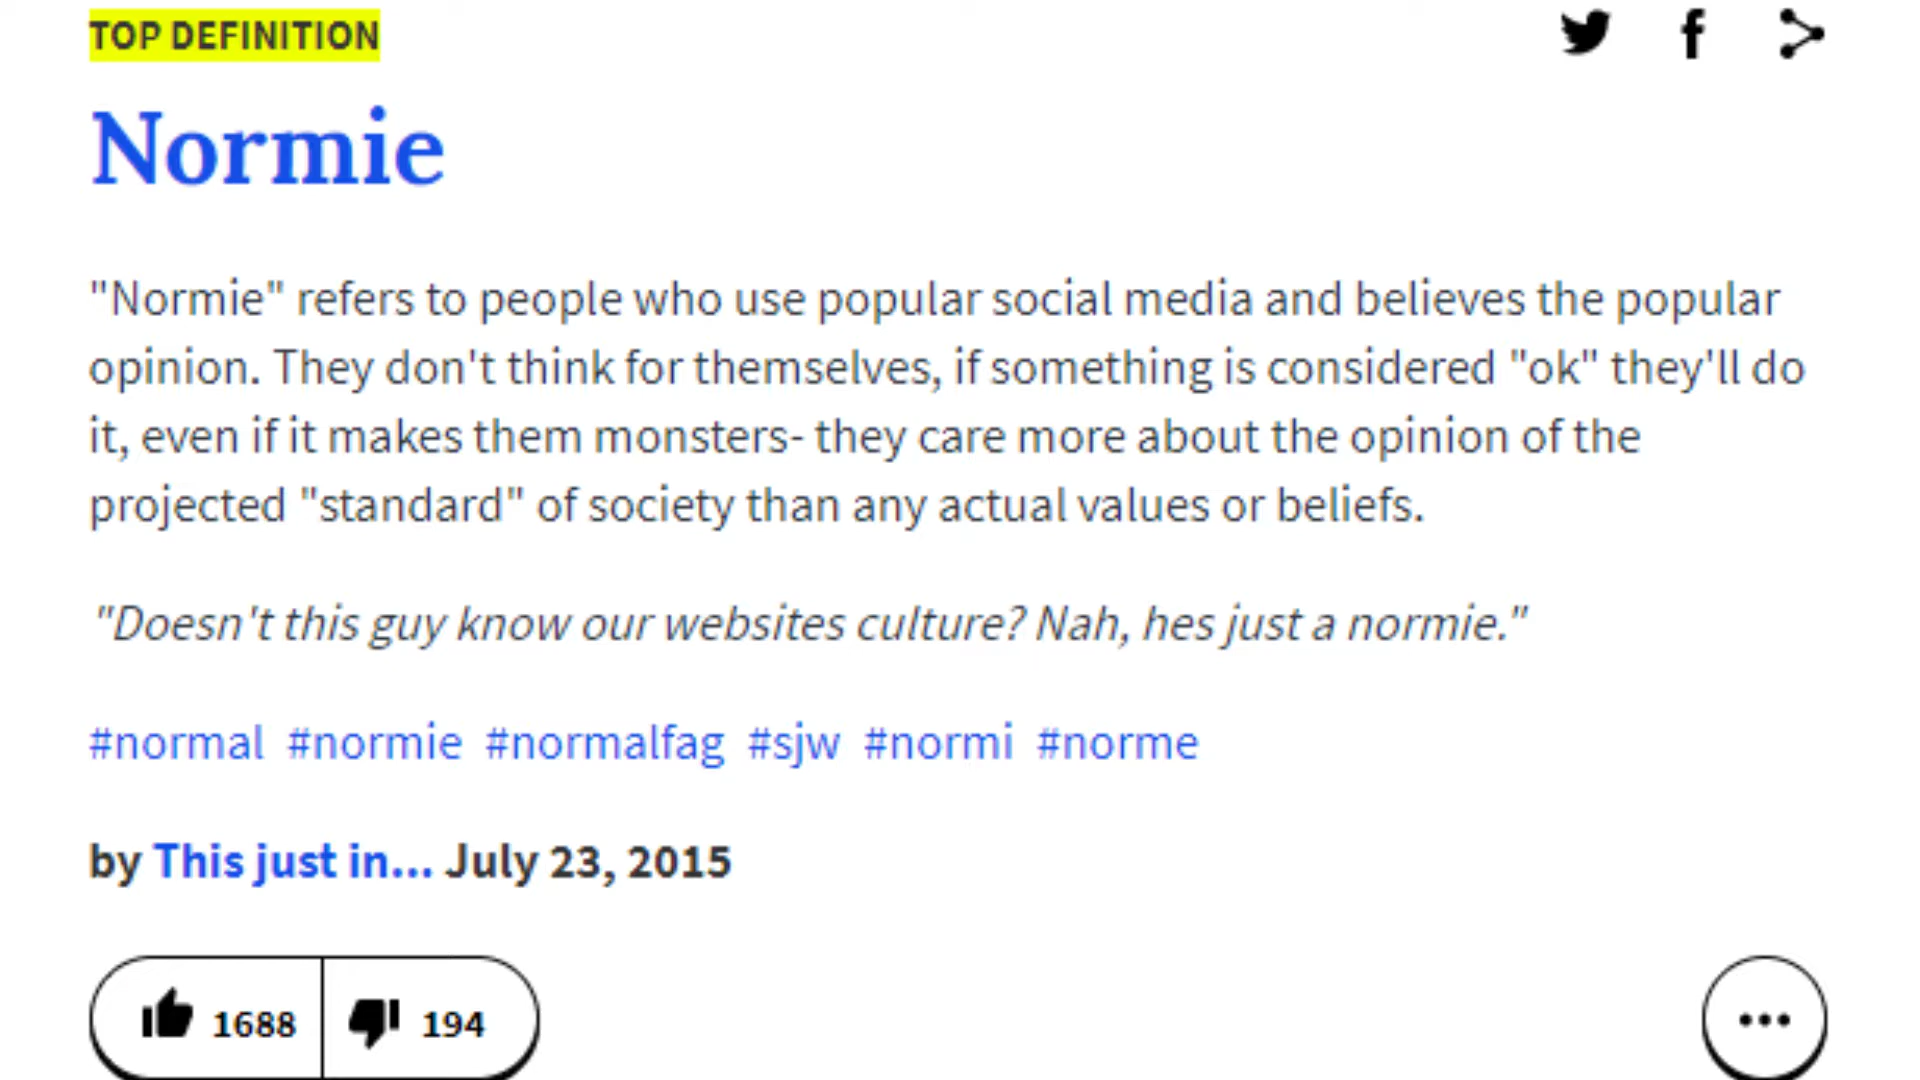 TOP DEFINITION
Normie
"Normie" refers to people who use popular social media and believes the popular
opinion. They don't think for themselves, if something is considered "ok" they'll do
it, even if it makes them monsters- they care more about the opinion of the
projected "standard" of society than any actual values or beliefs.
"Doesn't this guy know our websites culture? Nah, hes just a normie."
#normal #normie #normalfag #sjw #normi #norme
by This just in... July 23, 2015
1688 194